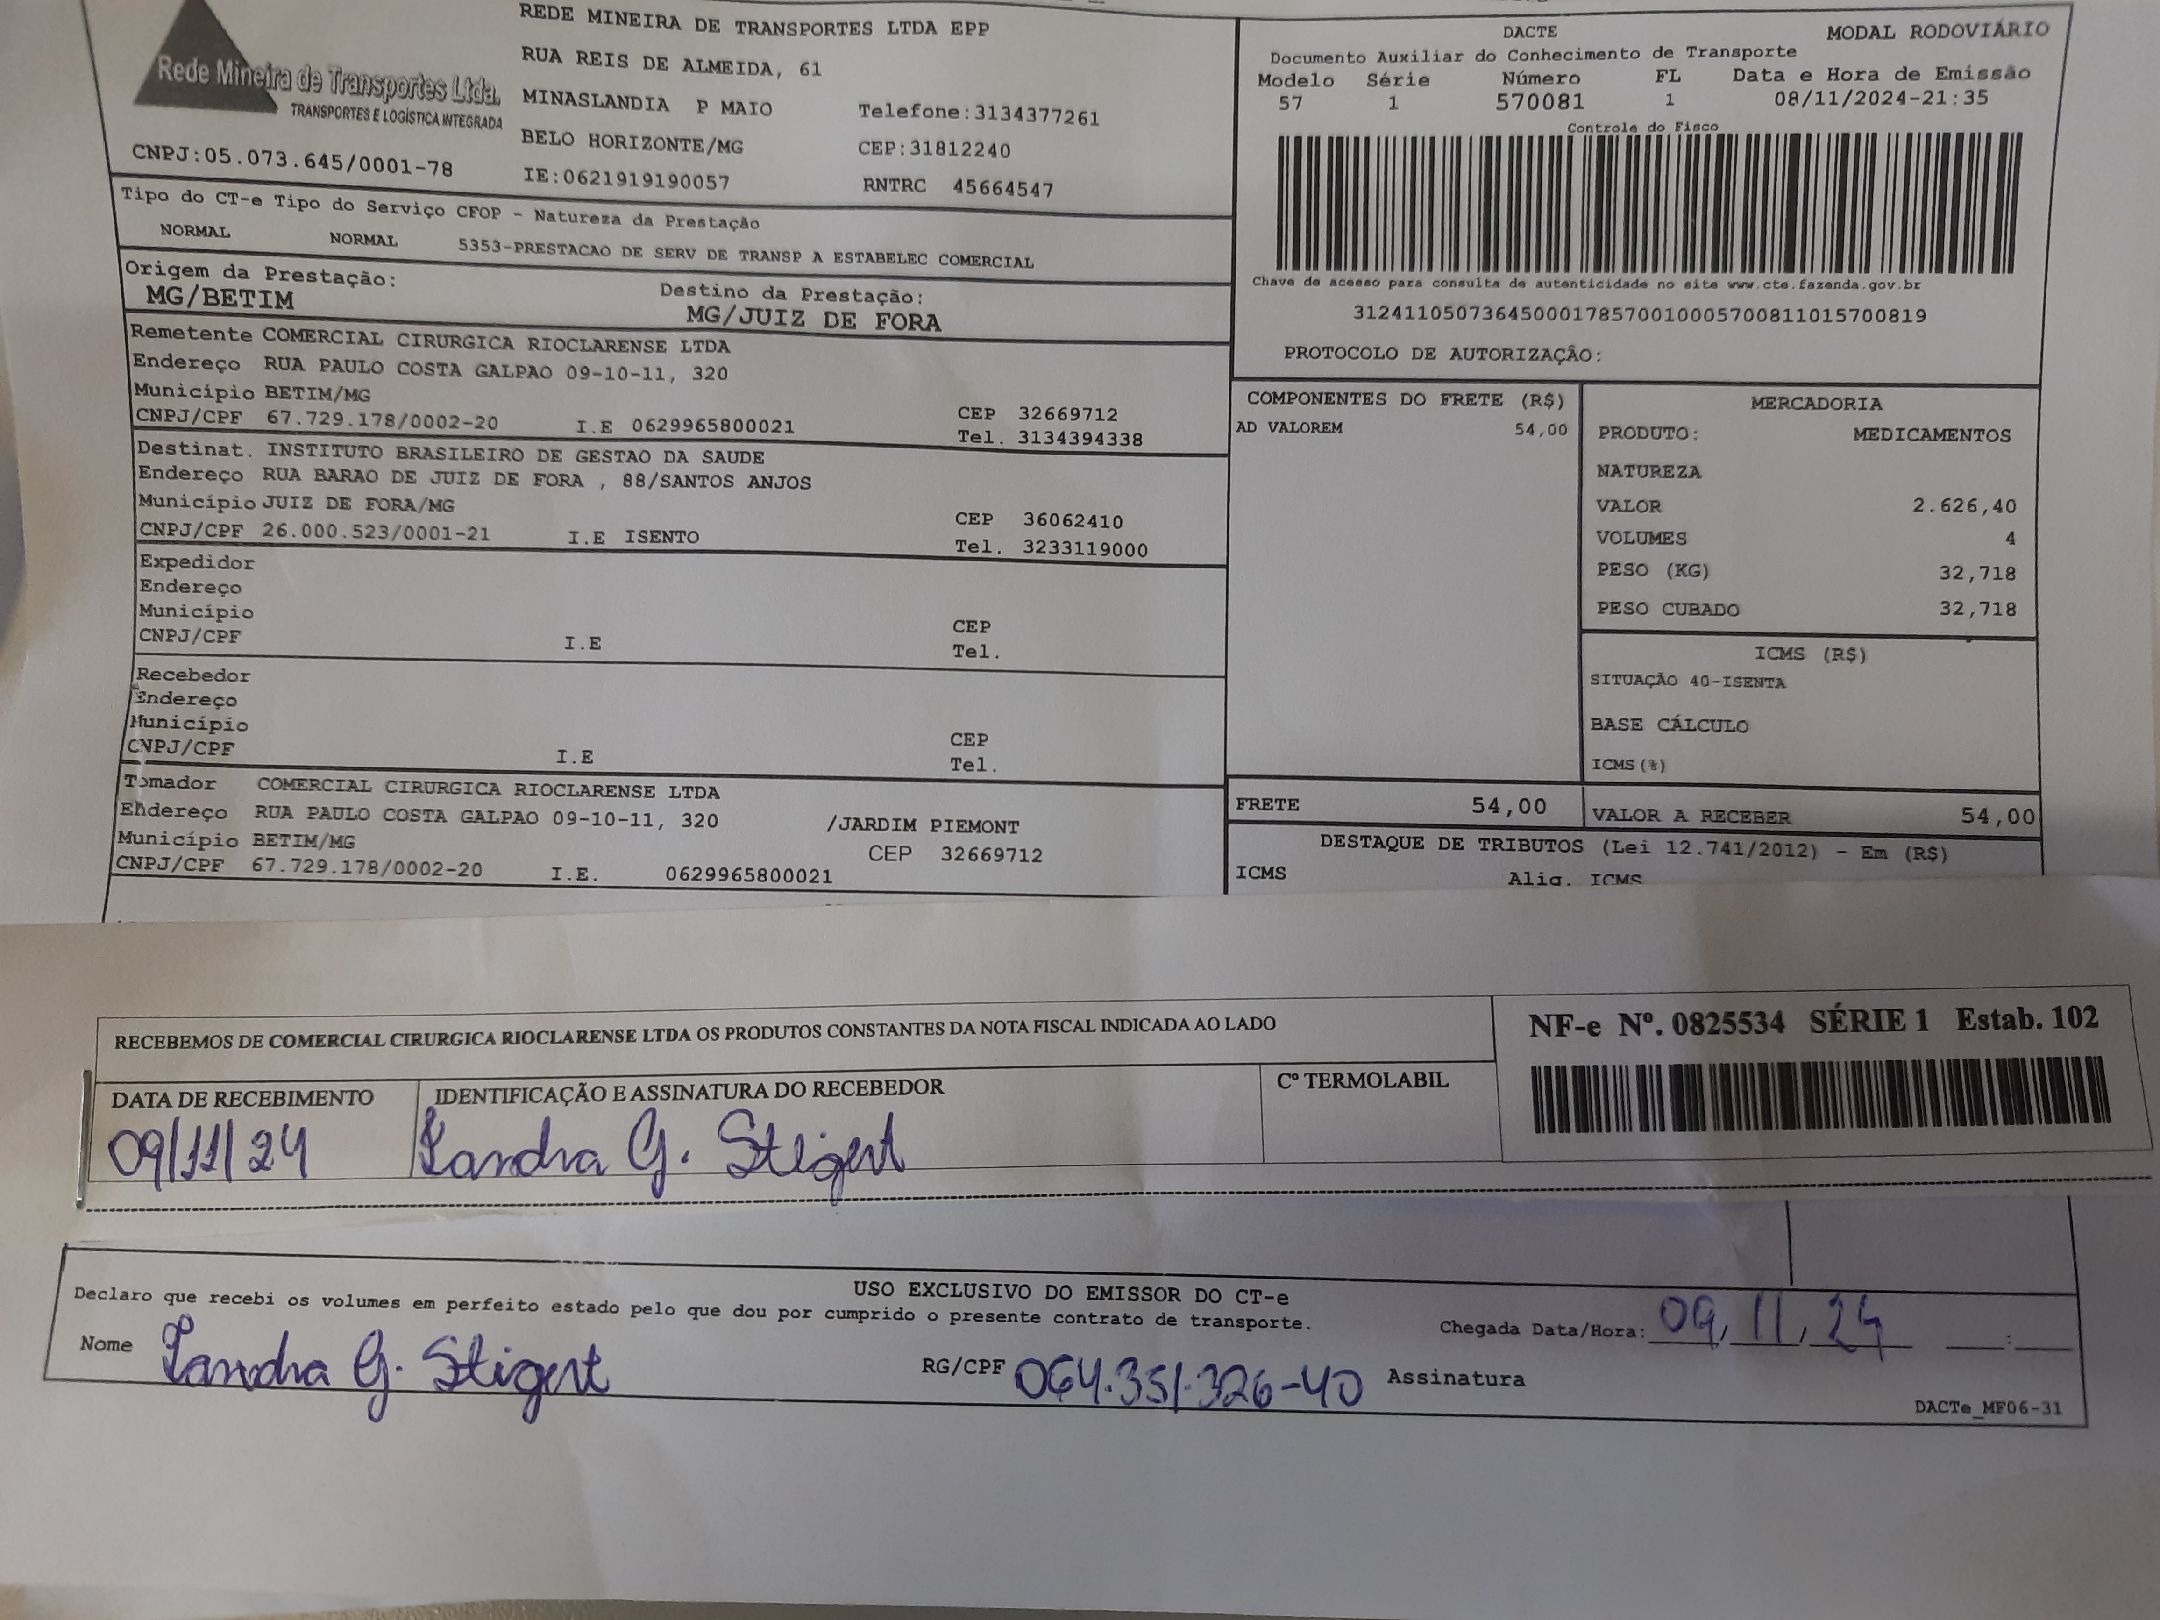 Rede Mineira de Transportes Ltda.
TRANSPORTES E LOGÍSTICA INTEGRADA
CNPJ:05.073.645/0001-78
REDE MINEIRA DE TRANSPORTES LTDA EPP
RUA REIS DE ALMEIDA, 61
MINASLANDIA P MAIO Telefone:3134377261
BELO HORIZONTE/MG CEP:31812240
IE:0621919190057 RNTRC 45664547
DACTE MODAL RODOVIÁRIO
Documento Auxiliar do Conhecimento de Transporte
Modelo Série Número FL Data e Hora de Emissão
57 1 570081 1 08/11/2024-21:35
Controle do Fisco
Chave de acesso para consulta de autenticidade no site www.cte.fazenda.gov.br
31241105073645000178570010005700811015700819
PROTOCOLO DE AUTORIZAÇÃO:
Tipo do CT-e Tipo do Serviço CFOP - Natureza da Prestação
NORMAL NORMAL 5353-PRESTACAO DE SERV DE TRANSP A ESTABELEC COMERCIAL
Origem da Prestação: Destino da Prestação:
MG/BETIM MG/JUIZ DE FORA
Remetente COMERCIAL CIRURGICA RIOCLARENSE LTDA
Endereço RUA PAULO COSTA GALPAO 09-10-11, 320
Município BETIM/MG CEP 32669712
CNPJ/CPF 67.729.178/0002-20 I.E 0629965800021 Tel. 3134394338
Destinat. INSTITUTO BRASILEIRO DE GESTAO DA SAUDE
Endereço RUA BARAO DE JUIZ DE FORA , 88/SANTOS ANJOS
Município JUIZ DE FORA/MG CEP 36062410
CNPJ/CPF 26.000.523/0001-21 I.E ISENTO Tel. 3233119000
Expedidor
Endereço
Município CEP
CNPJ/CPF I.E Tel.
Recebedor
Endereço
Município CEP
CNPJ/CPF I.E Tel.
Tomador COMERCIAL CIRURGICA RIOCLARENSE LTDA
Endereço RUA PAULO COSTA GALPAO 09-10-11, 320 /JARDIM PIEMONT
Município BETIM/MG CEP 32669712
CNPJ/CPF 67.729.178/0002-20 I.E. 0629965800021
COMPONENTES DO FRETE (R$)
AD VALOREM 54,00
MERCADORIA
PRODUTO: MEDICAMENTOS
NATUREZA
VALOR 2.626,40
VOLUMES 4
PESO (KG) 32,718
PESO CUBADO 32,718
ICMS (R$)
SITUAÇÃO 40-ISENTA
BASE CÁLCULO
ICMS(%)
FRETE 54,00 VALOR A RECEBER 54,00
DESTAQUE DE TRIBUTOS (Lei 12.741/2012) - Em (R$)
ICMS Aliq. ICMS
RECEBEMOS DE COMERCIAL CIRURGICA RIOCLARENSE LTDA OS PRODUTOS CONSTANTES DA NOTA FISCAL INDICADA AO LADO
NF-e Nº. 0825534 SÉRIE 1 Estab. 102
DATA DE RECEBIMENTO IDENTIFICAÇÃO E ASSINATURA DO RECEBEDOR Cº TERMOLABIL
09/11/24 Sandra G. Stigert
USO EXCLUSIVO DO EMISSOR DO CT-e
Declaro que recebi os volumes em perfeito estado pelo que dou por cumprido o presente contrato de transporte. Chegada Data/Hora: 09, 11, 24 :
Nome Sandra G. Stigert RG/CPF 064.351.326-40 Assinatura
DACTe_MF06-31